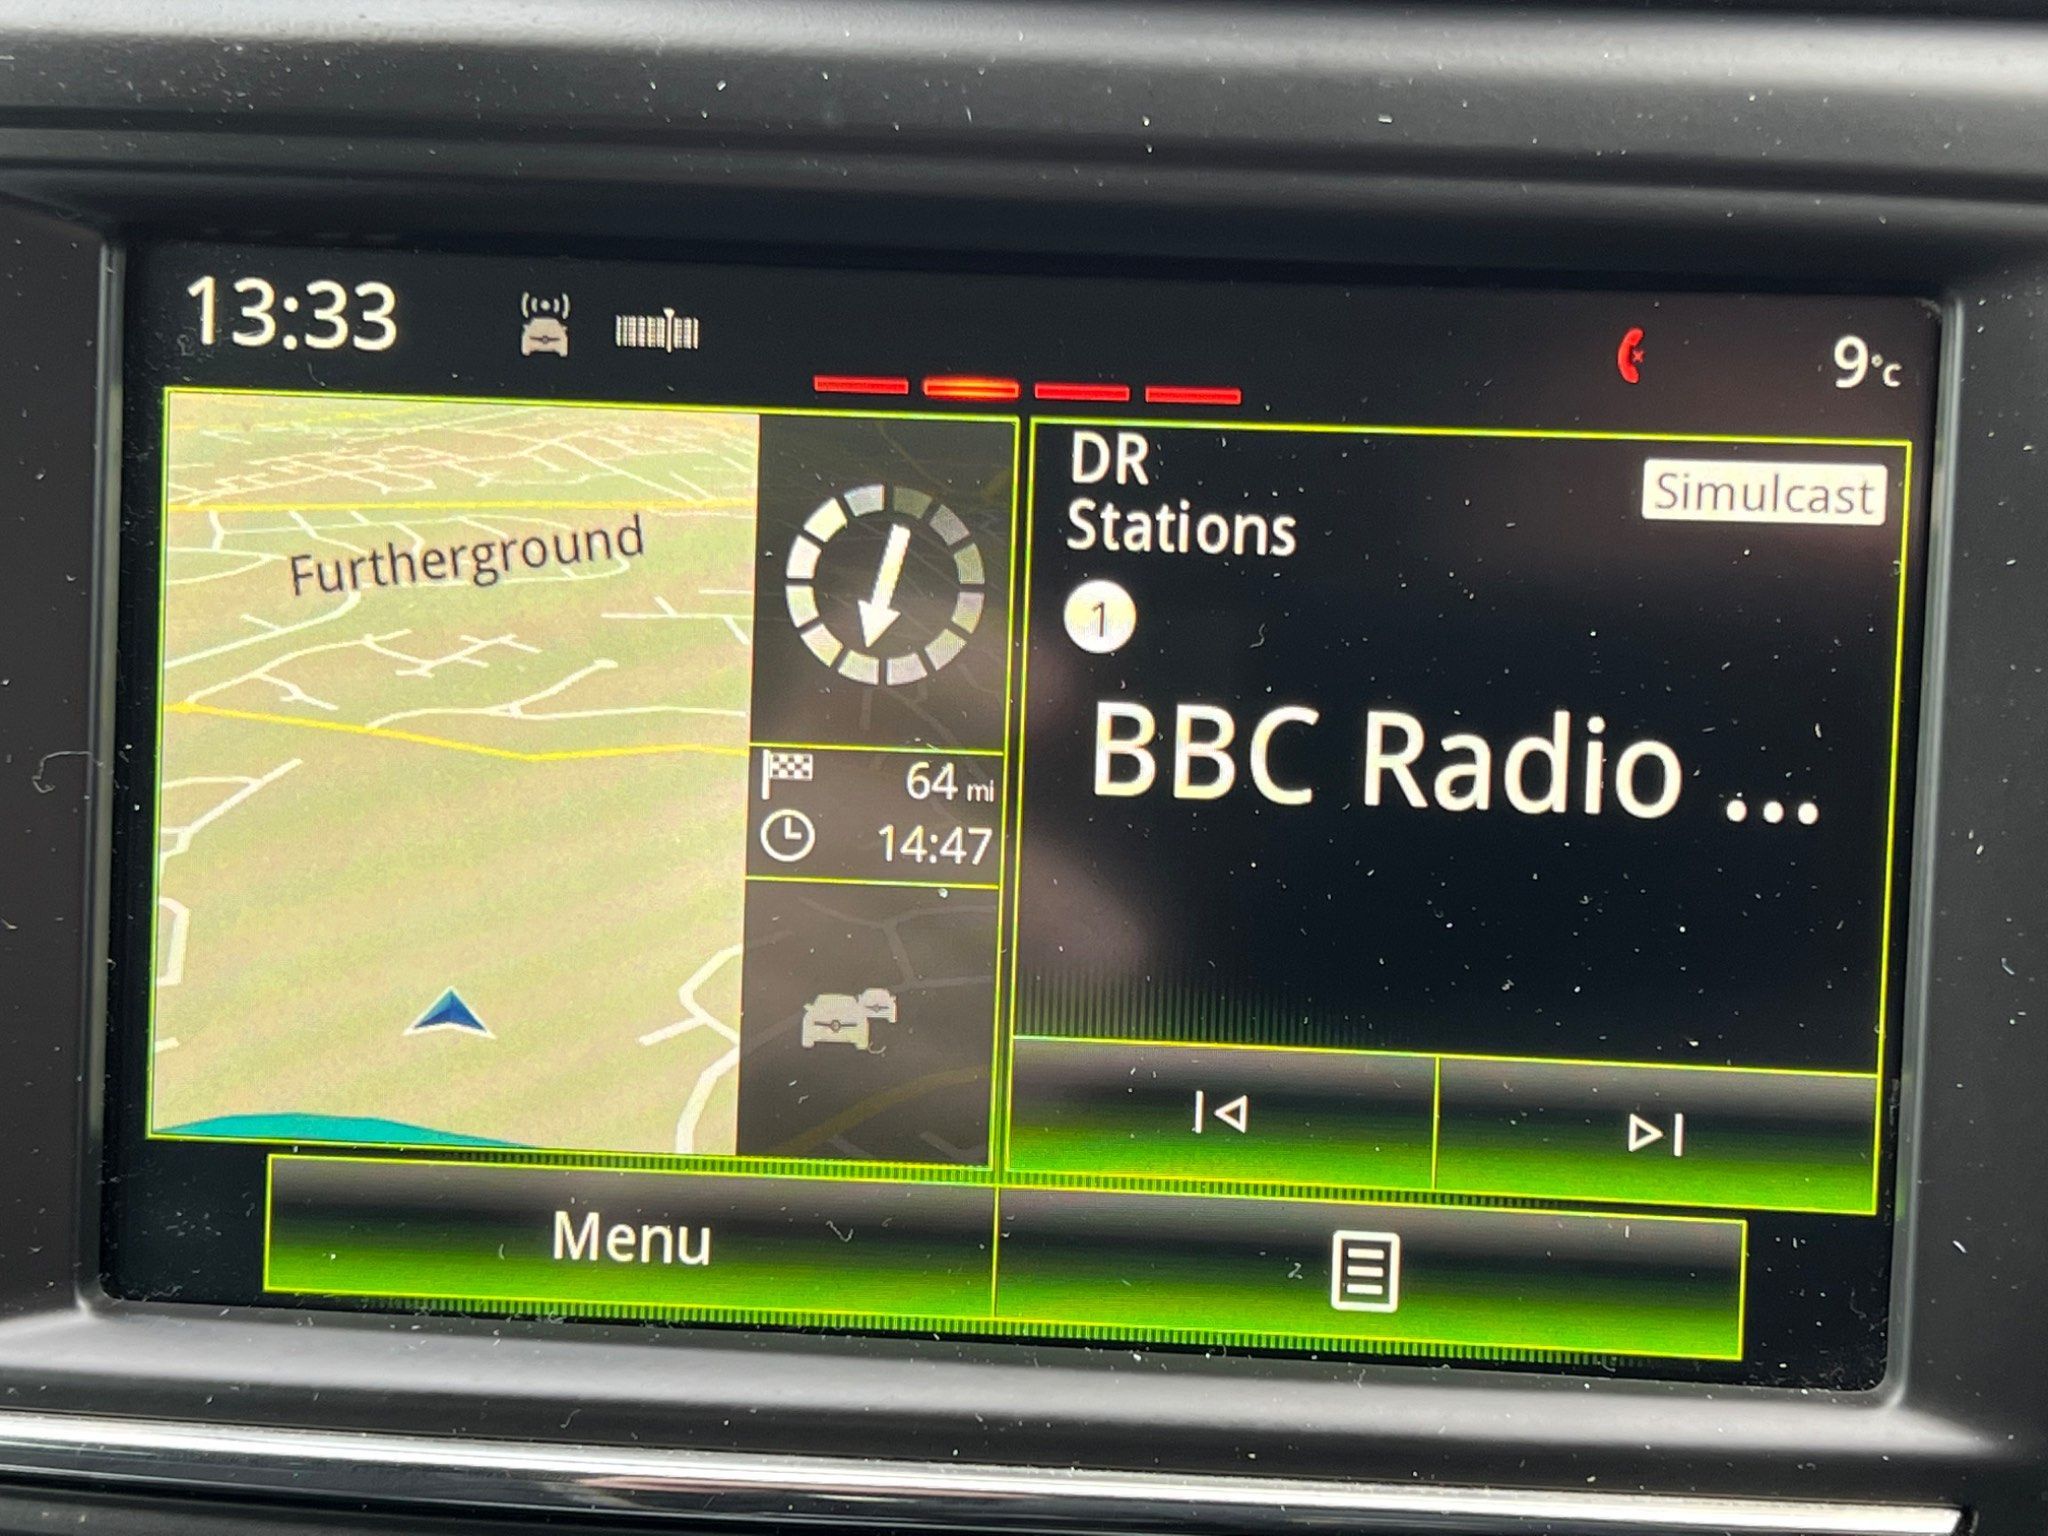 13:33
9°C
Furtherground
64 mi
14:47
DR
Stations
Simulcast
1
BBC Radio ...
Menu